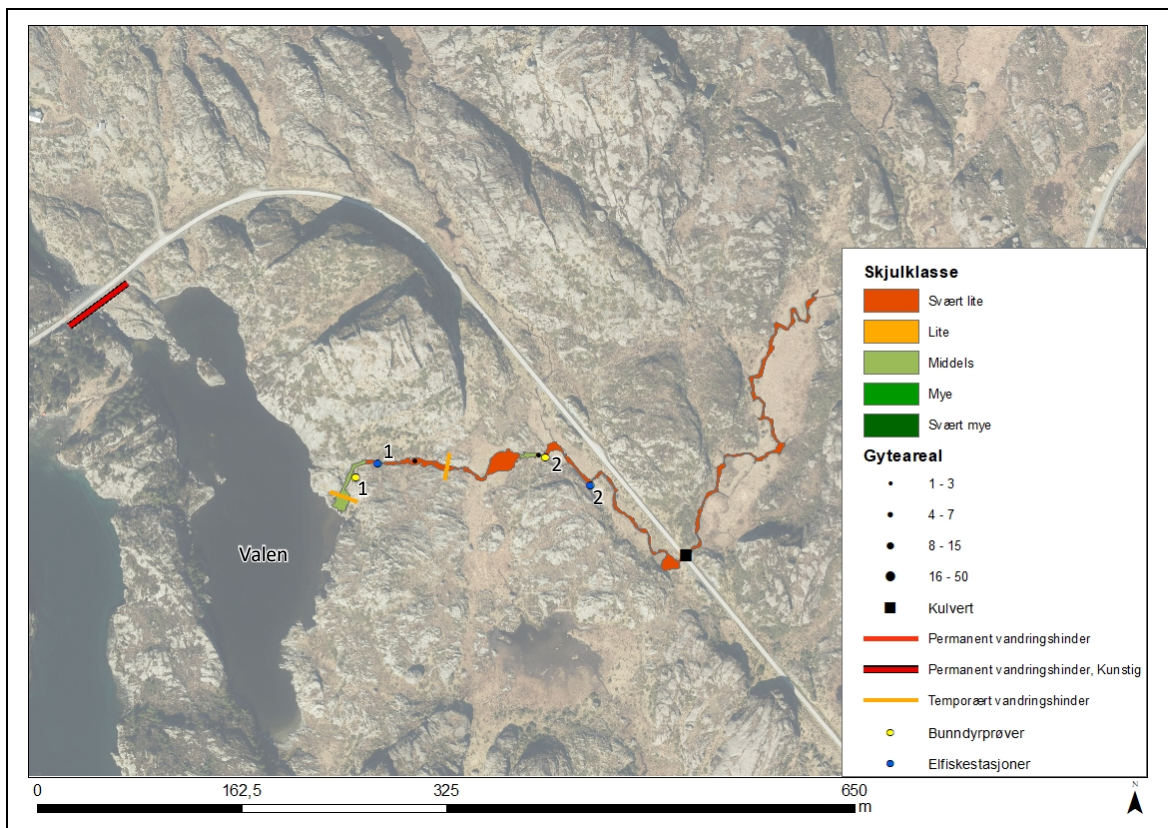 Skjulklasse
Svært lite
Lite
Middels
Mye
Svært mye
Gyteareal
1 - 3
4 - 7
8 - 15
16 - 50
Kulvert
Permanent vandringshinder
Permanent vandringshinder, Kunstig
Temporært vandringshinder
Bunndyrprøver
Elfiskestasjoner
1
1
2
2
Valen
0
162,5
325
650
m
N